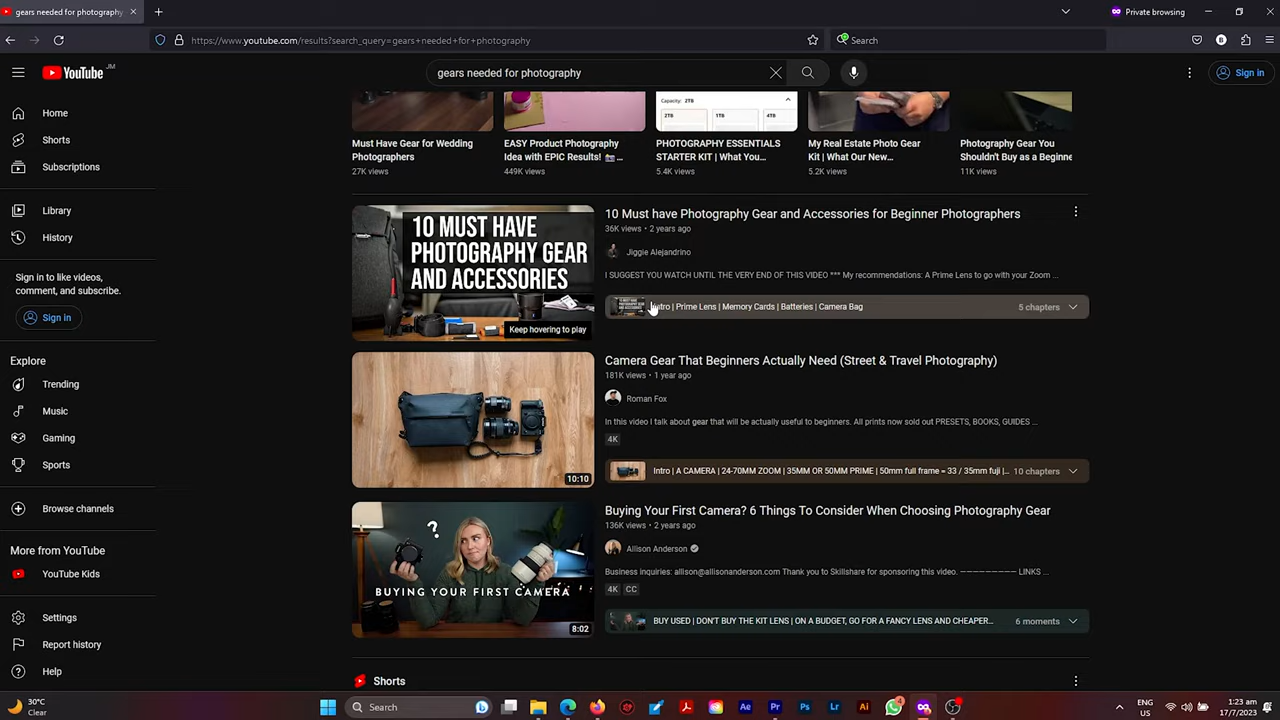 gears needed for photography
Private browsing
https://www.youtube.com/results?search_query=gears+needed+for+photography
Search
YouTube JM
gears needed for photography
Sign in
Home
Shorts
Subscriptions
Library
History
Sign in to like videos,
comment, and subscribe.
Sign in
Explore
Trending
Music
Gaming
Sports
Browse channels
More from YouTube
YouTube Kids
Settings
Report history
Help
Capacity: 2TB
2TB 1TB 4TB
Must Have Gear for Wedding
Photographers
27K views
EASY Product Photography
Idea with EPIC Results! 📷 ...
449K views
PHOTOGRAPHY ESSENTIALS
STARTER KIT | What You...
5.4K views
My Real Estate Photo Gear
Kit | What Our New...
5.2K views
Photography Gear You
Shouldn't Buy as a Beginne
11K views
10 MUST HAVE
PHOTOGRAPHY GEAR
AND ACCESSORIES
Keep hovering to play
10 Must have Photography Gear and Accessories for Beginner Photographers
36K views • 2 years ago
Jiggie Alejandrino
I SUGGEST YOU WATCH UNTIL THE VERY END OF THIS VIDEO *** My recommendations: A Prime Lens to go with your Zoom ...
Intro | Prime Lens | Memory Cards | Batteries | Camera Bag
5 chapters
10:10
Camera Gear That Beginners Actually Need (Street & Travel Photography)
181K views • 1 year ago
Roman Fox
In this video I talk about gear that will be actually useful to beginners. All prints now sold out PRESETS, BOOKS, GUIDES ...
4K
Intro | A CAMERA | 24-70MM ZOOM | 35MM OR 50MM PRIME | 50mm full frame = 33 / 35mm fuji |...
10 chapters
?
BUYING YOUR FIRST CAMERA
8:02
Buying Your First Camera? 6 Things To Consider When Choosing Photography Gear
136K views • 2 years ago
Allison Anderson
Business inquiries: allison@allisonanderson.com Thank you to Skillshare for sponsoring this video. ————————— LINKS ...
4K CC
BUY USED | DON'T BUY THE KIT LENS | ON A BUDGET, GO FOR A FANCY LENS AND CHEAPER...
6 moments
Shorts
30°C
Clear
Search
4
ENG
US
1:23 am
17/7/2023